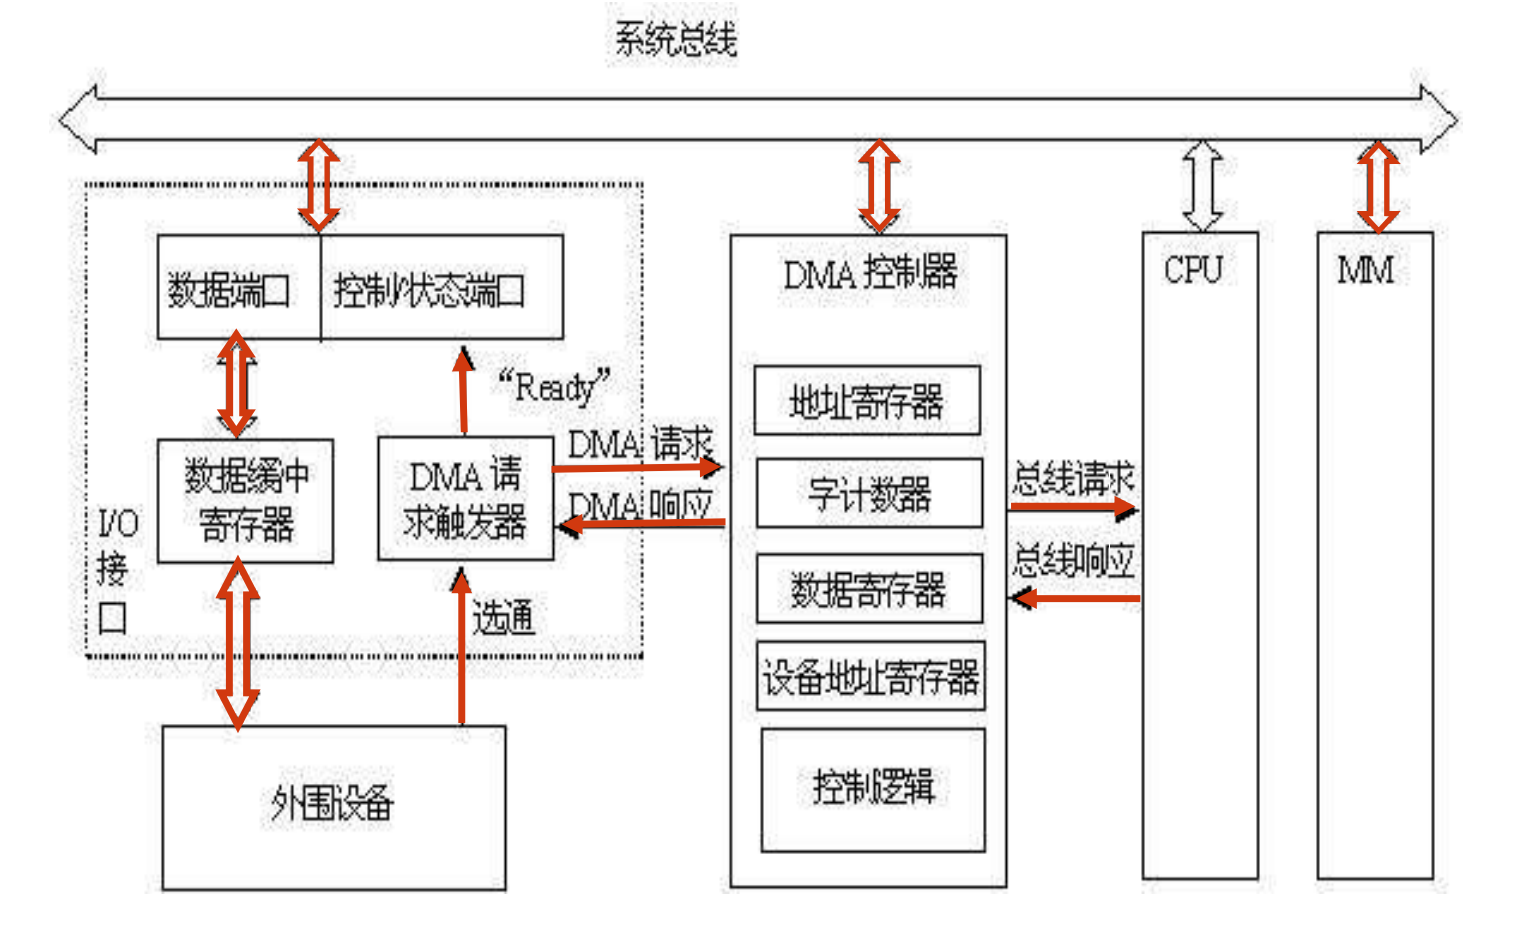 系统总线
数据端口
控制/状态端口
DMA 控制器
CPU
MM
“Ready”
地址寄存器
数据缓冲
寄存器
DMA 请
求触发器
DMA 请求
DMA 响应
字计数器
总线请求
总线响应
I/O
接
口
选通
数据寄存器
设备地址寄存器
控制逻辑
外围设备